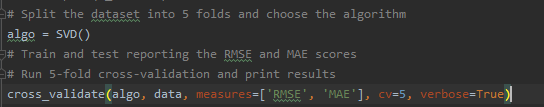 # Split the dataset into 5 folds and choose the algorithm
algo = SVD()
# Train and test reporting the RMSE and MAE scores
# Run 5-fold cross-validation and print results
cross_validate(algo, data, measures=['RMSE', 'MAE'], cv=5, verbose=True)